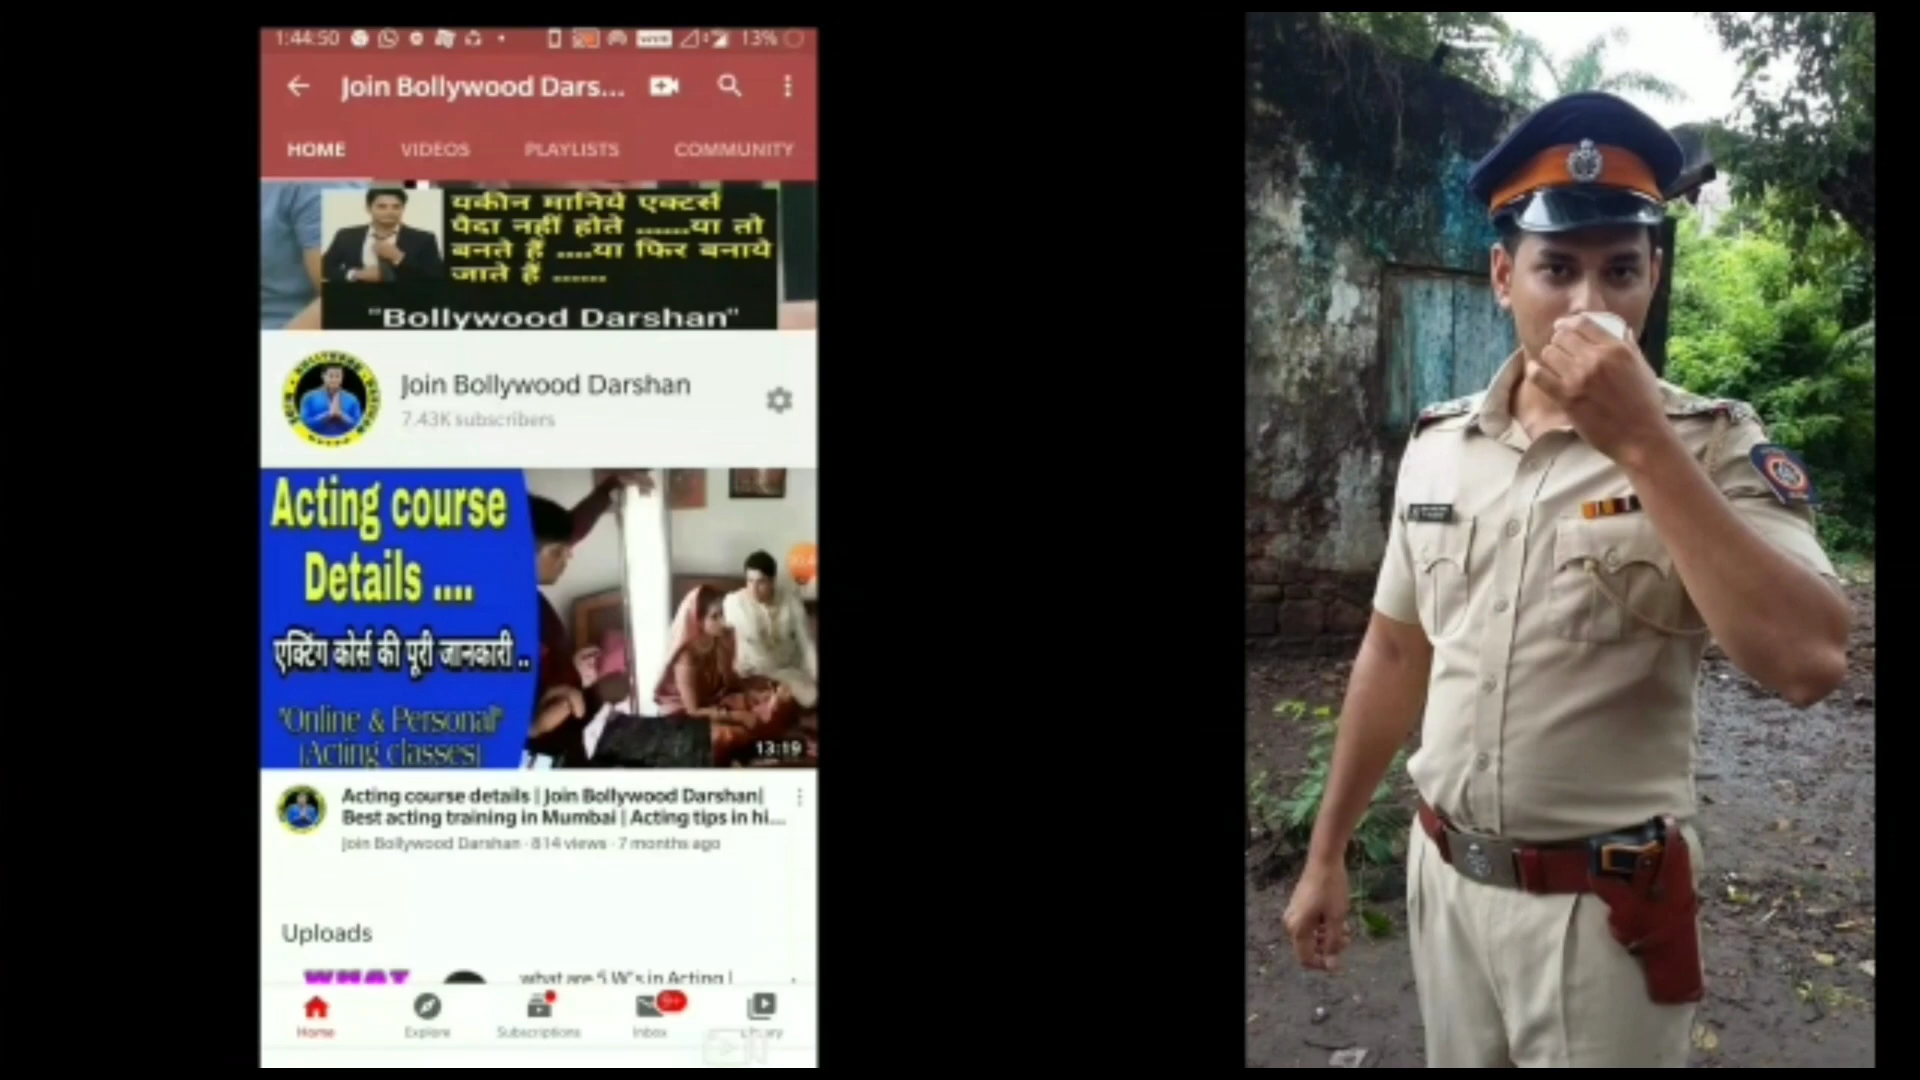 1:44:50
13%
Join Bollywood Dars...
HOME VIDEOS PLAYLISTS COMMUNITY
यकीन मानिये एक्टर्स
पैदा नहीं होते ......या तो
बनते हैं ....या फिर बनाये
जाते हैं ......
"Bollywood Darshan"
Join Bollywood Darshan
7.43K subscribers
Acting course
Details ....
एक्टिंग कोर्स की पूरी जानकारी ..
"Online & Personal"
(Acting classes)
13:19
Acting course details | Join Bollywood Darshan|
Best acting training in Mumbai | Acting tips in hi...
Join Bollywood Darshan · 814 views · 7 months ago
Uploads
WHAT
what are 5 W's in Acting |
9+
Home Explore Subscriptions Inbox Library